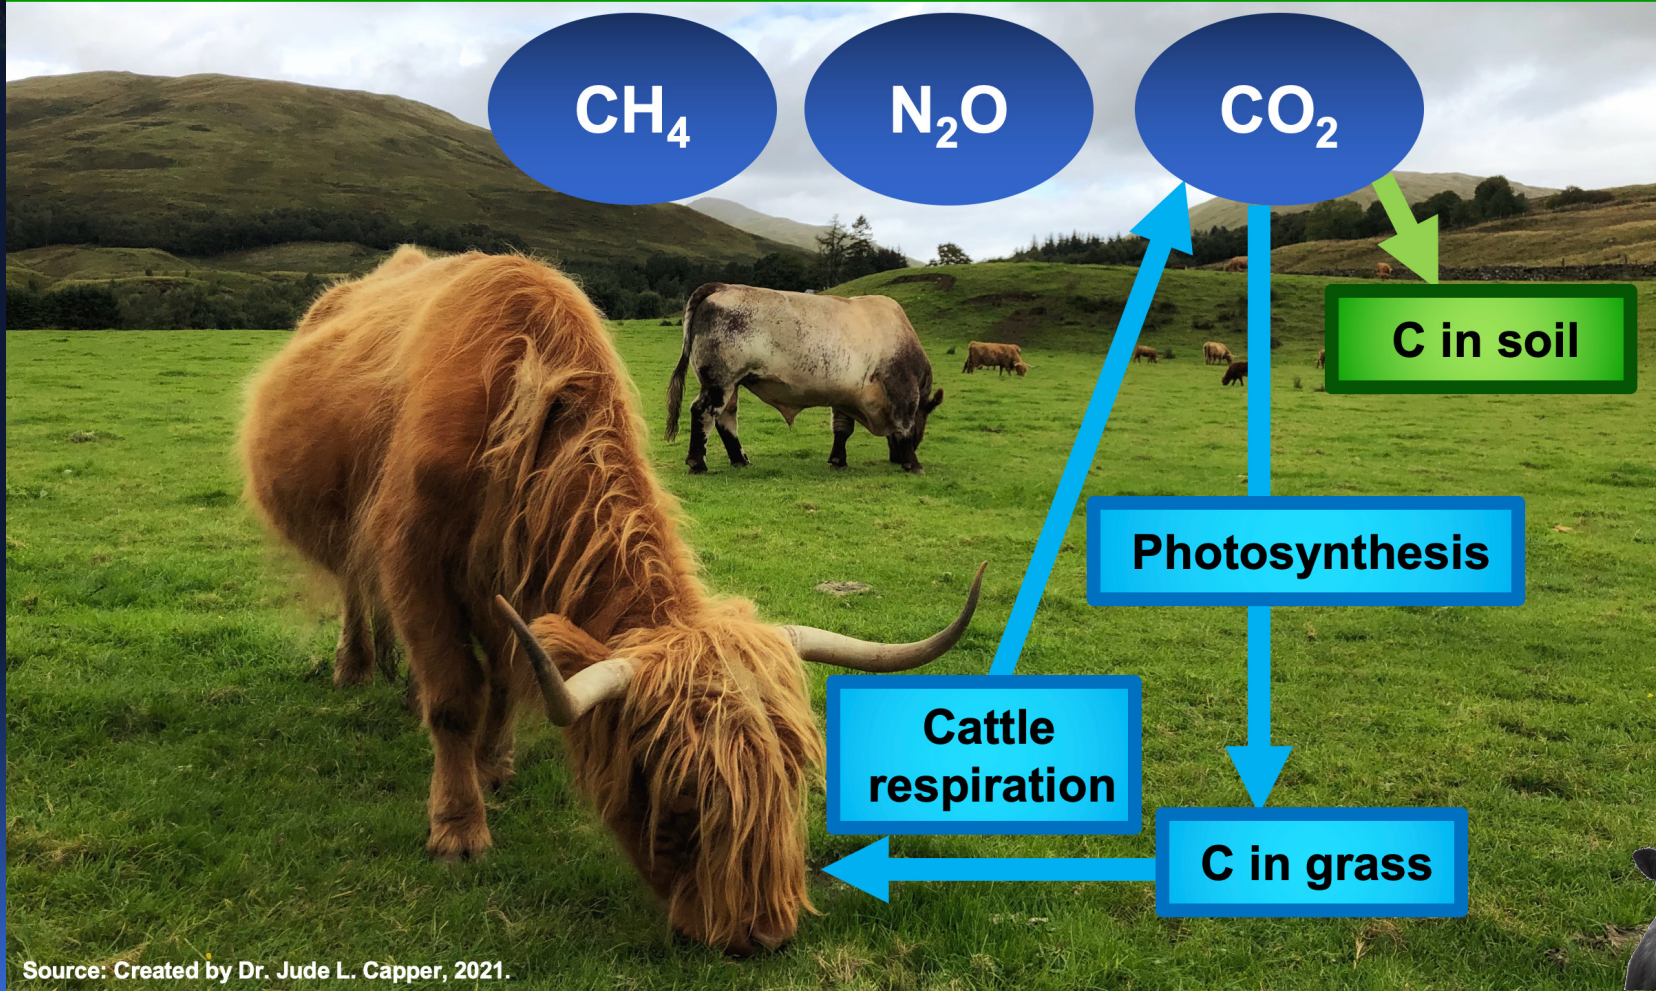 CH₄
N₂O
CO₂
C in soil
Photosynthesis
Cattle
respiration
C in grass
Source: Created by Dr. Jude L. Capper, 2021.